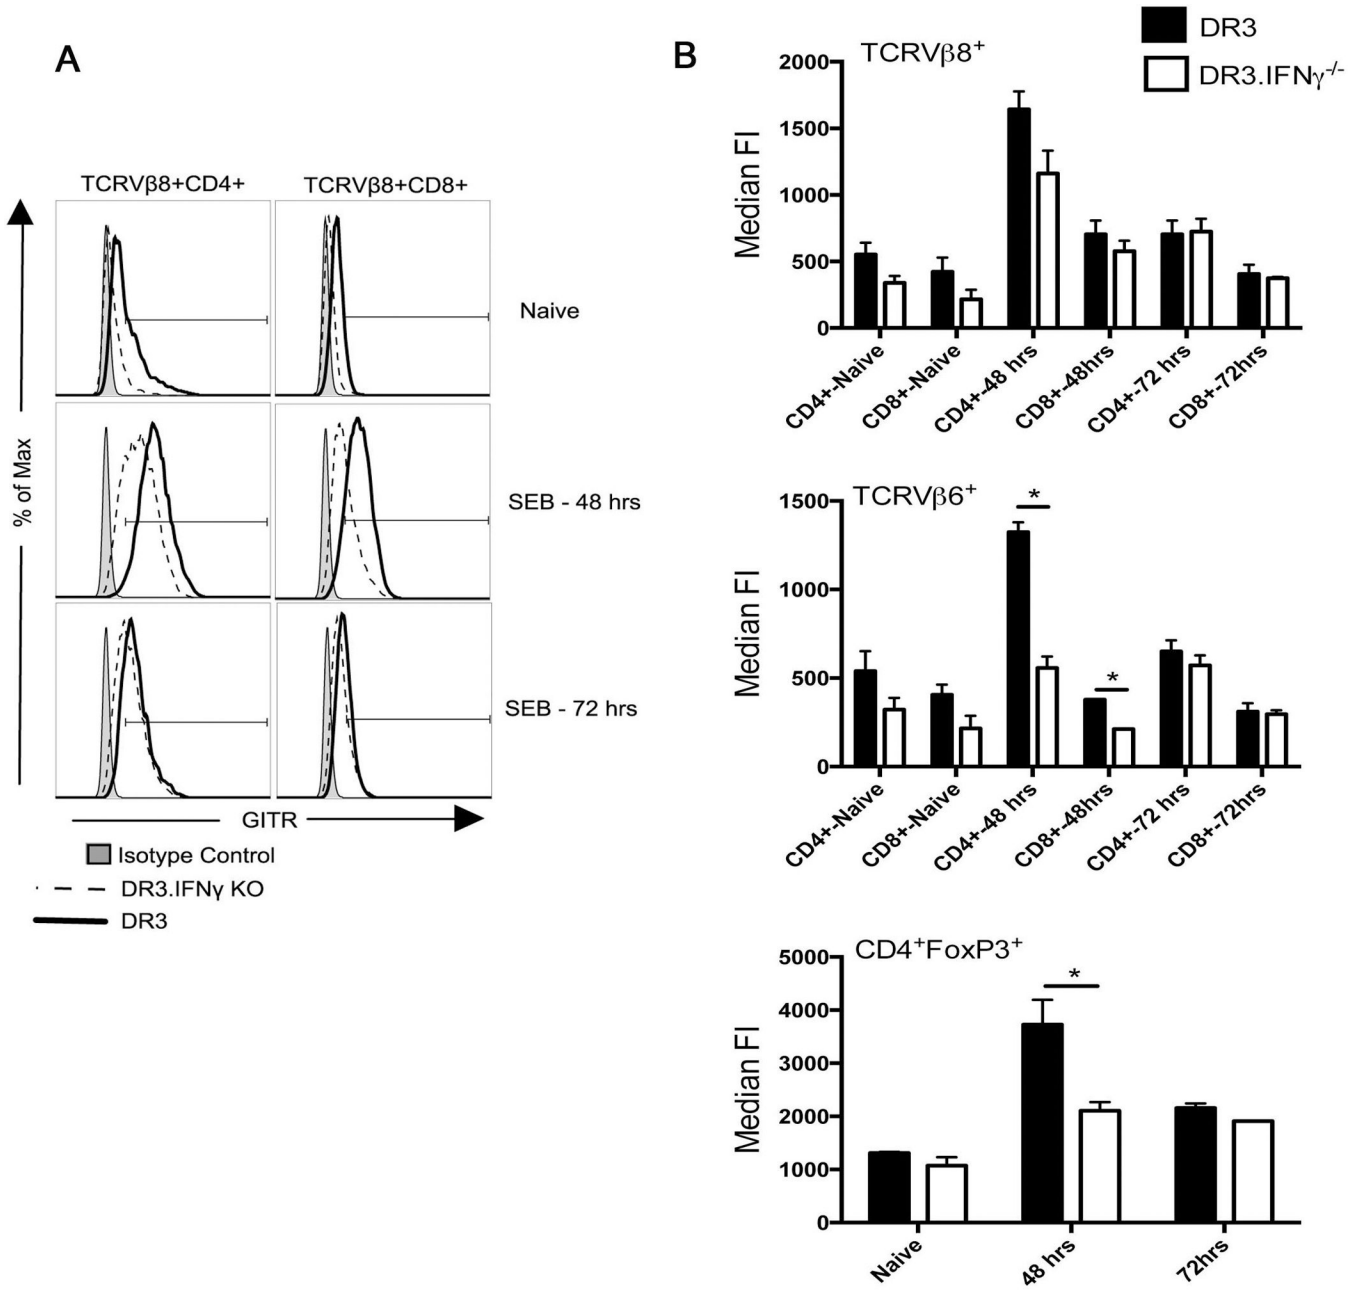 A
TCRVβ8+CD4+
TCRVβ8+CD8+
Naive
SEB - 48 hrs
SEB - 72 hrs
% of Max
GITR
Isotype Control
DR3.IFNγ KO
DR3
B
DR3
DR3.IFNγ-/-
TCRVβ8+
Median FI
2000
1500
1000
500
0
CD4+-Naive
CD8+-Naive
CD4+-48 hrs
CD8+-48hrs
CD4+-72 hrs
CD8+-72hrs
TCRVβ6+
Median FI
1500
1000
500
0
*
*
CD4+-Naive
CD8+-Naive
CD4+-48 hrs
CD8+-48hrs
CD4+-72 hrs
CD8+-72hrs
CD4+FoxP3+
Median FI
5000
4000
3000
2000
1000
0
*
Naive
48 hrs
72hrs